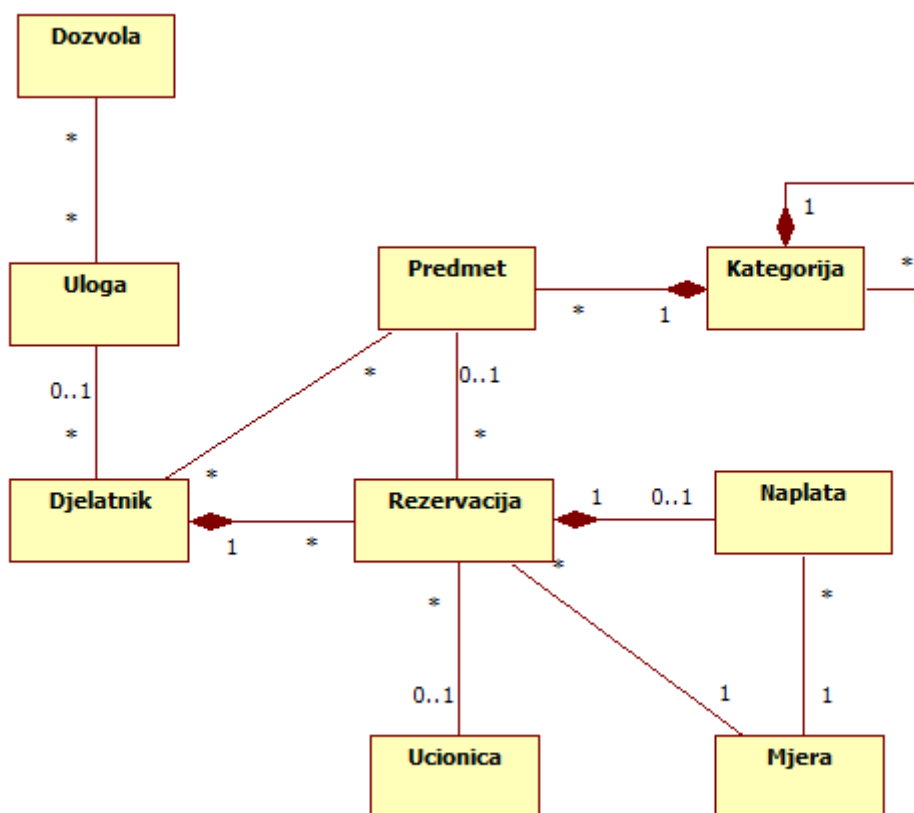 Dozvola
*
*
1
Uloga
Predmet
Kategorija
*
*
1
0..1
*
0..1
*
*
*
Djelatnik
Rezervacija
Naplata
1
*
1
0..1
*
*
*
0..1
1
1
Ucionica
Mjera